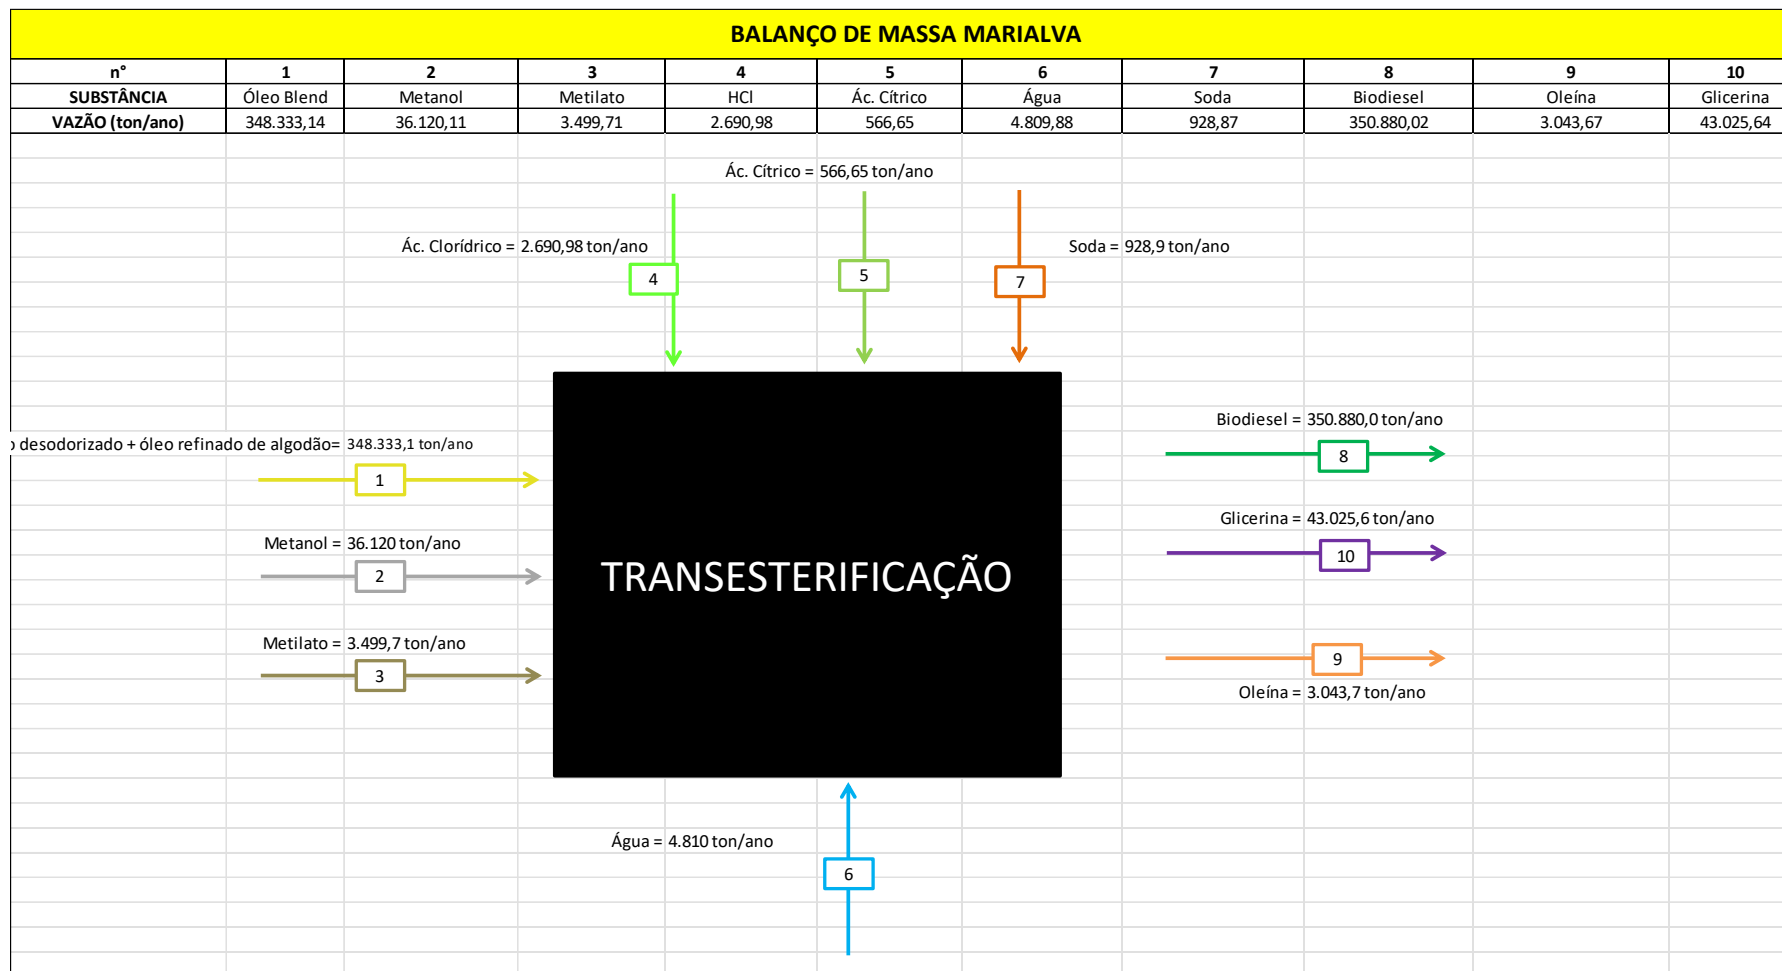 BALANÇO DE MASSA MARIALVA
n° 1 2 3 4 5 6 7 8 9 10
SUBSTÂNCIA Óleo Blend Metanol Metilato HCl Ác. Cítrico Água Soda Biodiesel Oleína Glicerina
VAZÃO (ton/ano) 348.333,14 36.120,11 3.499,71 2.690,98 566,65 4.809,88 928,87 350.880,02 3.043,67 43.025,64
Ác. Cítrico = 566,65 ton/ano
Ác. Clorídrico = 2.690,98 ton/ano
Soda = 928,9 ton/ano
4
5
7
Biodiesel = 350.880,0 ton/ano
desodorizado + óleo refinado de algodão= 348.333,1 ton/ano
8
1
Glicerina = 43.025,6 ton/ano
Metanol = 36.120 ton/ano
10
2
TRANSESTERIFICAÇÃO
Metilato = 3.499,7 ton/ano
9
3
Oleína = 3.043,7 ton/ano
Água = 4.810 ton/ano
6